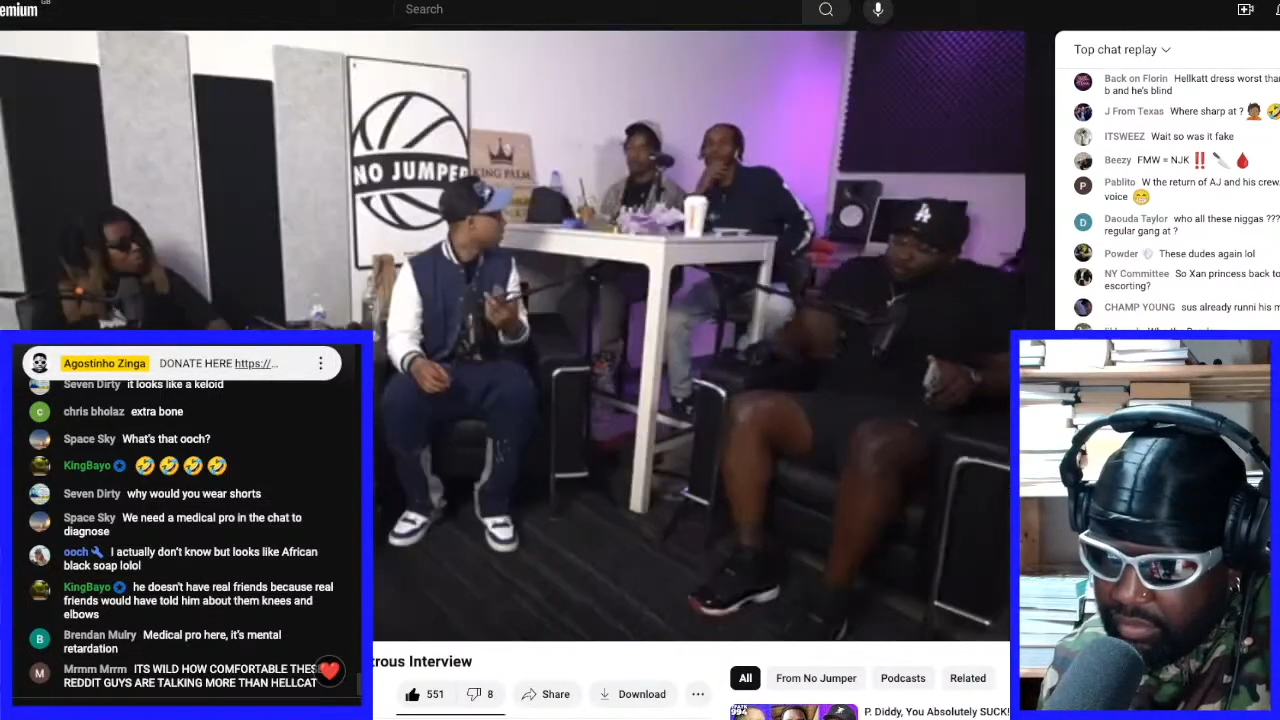 emium
GB
Search
Top chat replay
NO JUMPER
KING PALM
LA
Back on Florin Hellkatt dress worst than
b and he's blind
J From Texas Where sharp at ? 🤦🏾🤣
ITSWEEZ Wait so was it fake
Beezy FMW = NJK ‼️ 🔪 🩸
P
Pablito W the return of AJ and his crew.
voice 😁
D
Daouda Taylor who all these niggas ???
regular gang at ?
Powder These dudes again lol
NY Committee So Xan princess back to
escorting?
CHAMP YOUNG sus already runni his m
Agostinho Zinga DONATE HERE https://...
Seven Dirty it looks like a keloid
c
chris bholaz extra bone
Space Sky What's that ooch?
KingBayo 🤣🤣🤣🤣
Seven Dirty why would you wear shorts
Space Sky We need a medical pro in the chat to
diagnose
ooch I actually don't know but looks like African
black soap lolol
KingBayo he doesn't have real friends because real
friends would have told him about them knees and
elbows
B
Brendan Mulry Medical pro here, it's mental
retardation
M
Mrmm Mrrm ITS WILD HOW COMFORTABLE THES
REDDIT GUYS ARE TALKING MORE THAN HELLCAT
trous Interview
551
8
Share
Download
All
From No Jumper
Podcasts
Related
994
P. Diddy, You Absolutely SUCK!